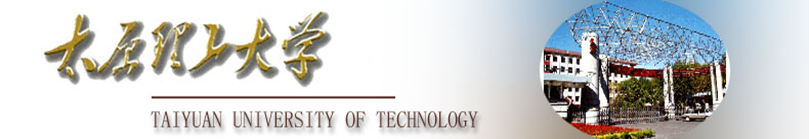 太原理工大学
TAIYUAN UNIVERSITY OF TECHNOLOGY